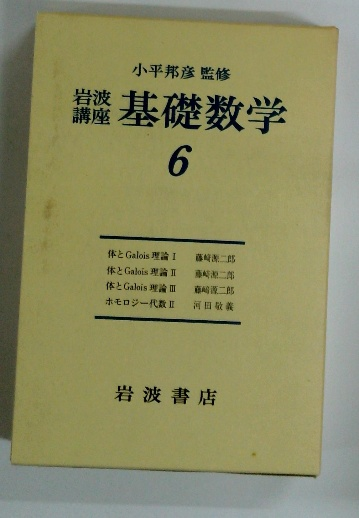 小平邦彦 監修
岩波講座 基礎数学
6
体とGalois理論 I 藤﨑源二郎
体とGalois理論 II 藤﨑源二郎
体とGalois理論 III 藤﨑源二郎
ホモロジー代数 II 河田敬義
岩波書店